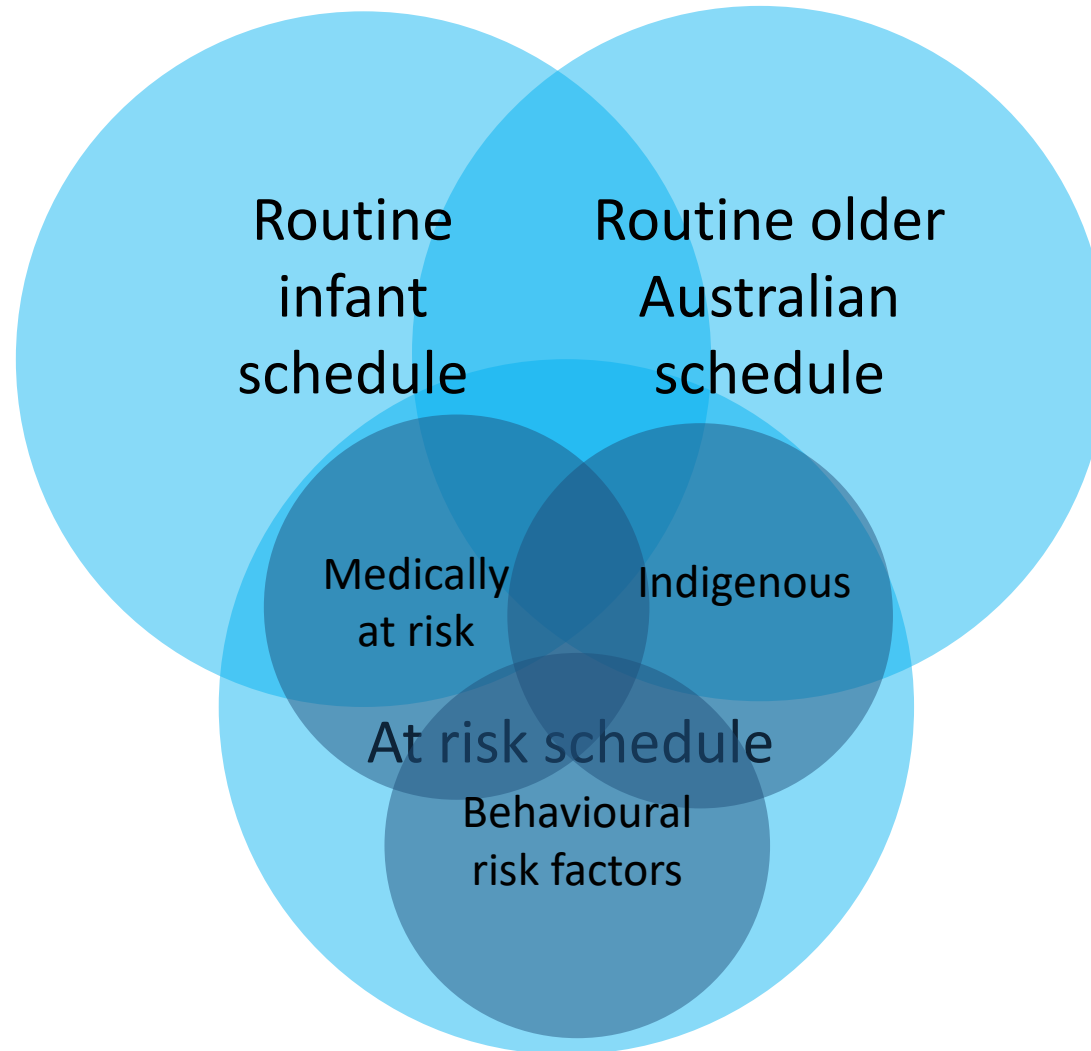 Routine
infant
schedule
Routine older
Australian
schedule
Medically
at risk
Indigenous
At risk schedule
Behavioural
risk factors